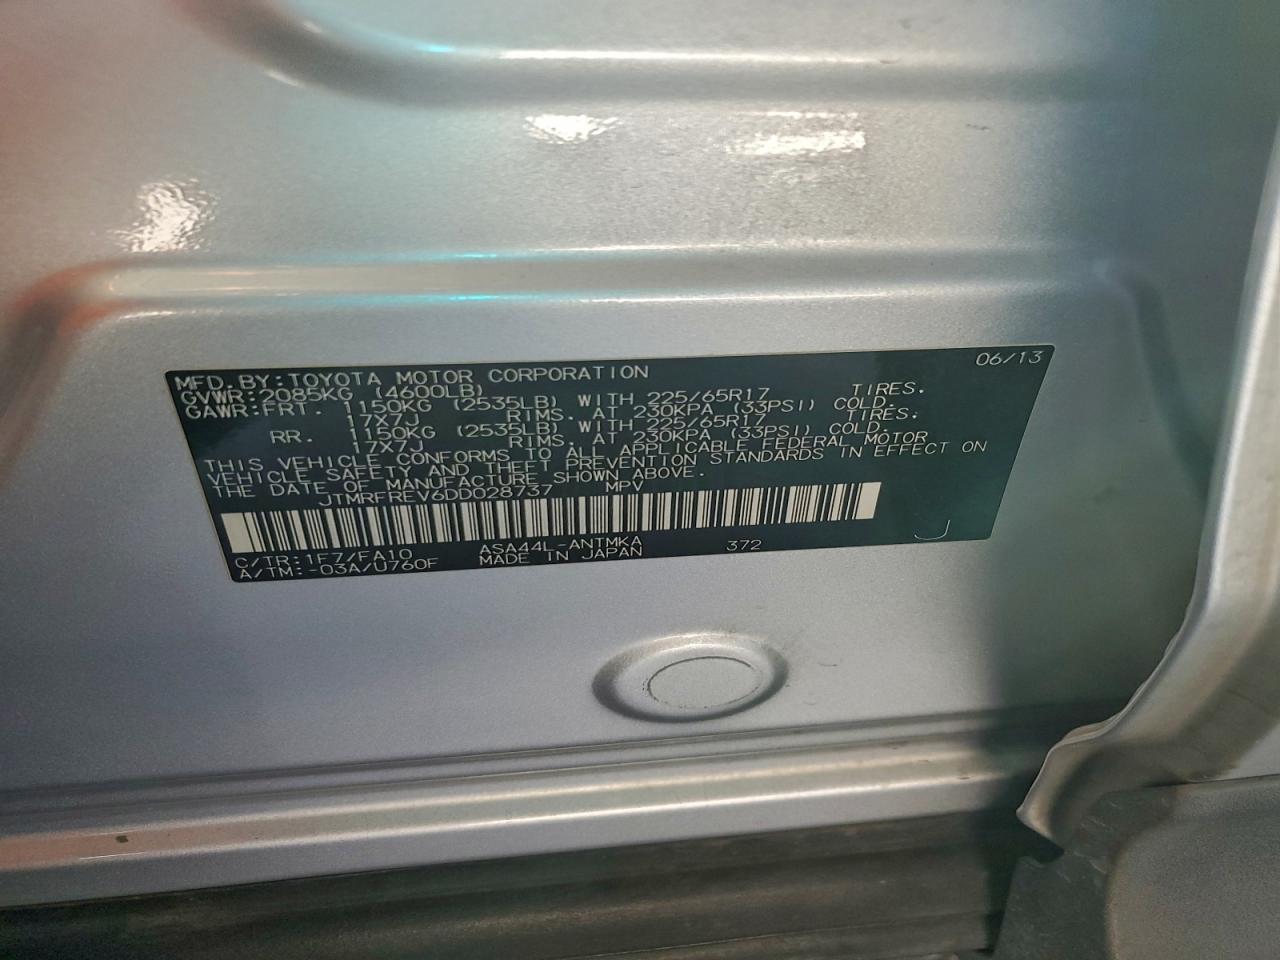 06/13
MFD.BY:TOYOTA MOTOR CORPORATION
GVWR:2085KG (4600LB)
GAWR:FRT. 1150KG (2535LB) WITH 225/65R17 TIRES.
17X7J RIMS. AT 230KPA (33PSI) COLD.
RR. 1150KG (2535LB) WITH 225/65R17 TIRES.
17X7J RIMS. AT 230KPA (33PSI) COLD.
THIS VEHICLE CONFORMS TO ALL APPLICABLE FEDERAL MOTOR
VEHICLE SAFETY AND THEFT PREVENTION STANDARDS IN EFFECT ON
THE DATE OF MANUFACTURE SHOWN ABOVE.
JTMRFREV6DD028737 MPV
C/TR:1F7/FA10 ASA44L-ANTMKA 372 J
A/TM:-03A/U760F MADE IN JAPAN